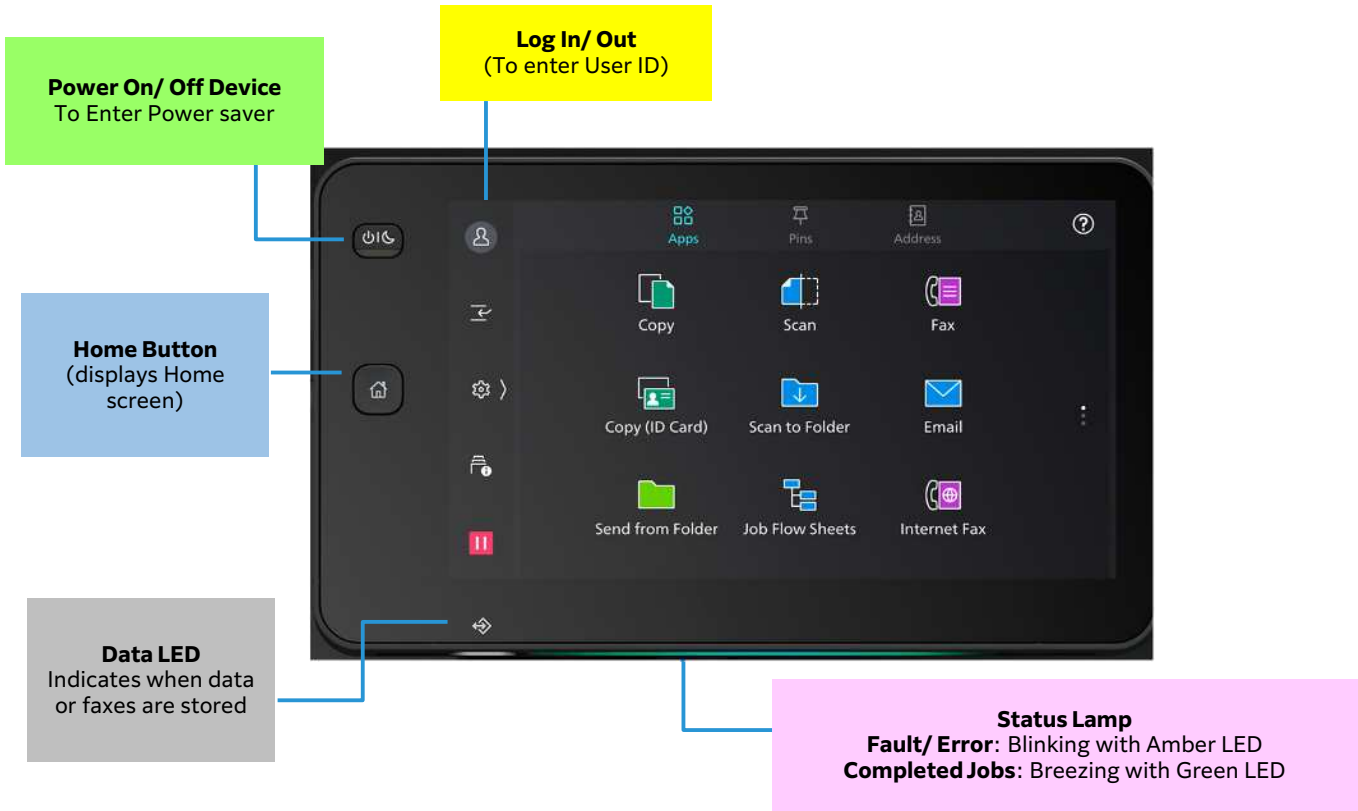 Log In/ Out
(To enter User ID)
Power On/ Off Device
To Enter Power saver
Apps
Pins
Address
Copy
Scan
Fax
Home Button
(displays Home
screen)
Copy (ID Card)
Scan to Folder
Email
Send from Folder
Job Flow Sheets
Internet Fax
Data LED
Indicates when data
or faxes are stored
Status Lamp
Fault/ Error: Blinking with Amber LED
Completed Jobs: Breezing with Green LED